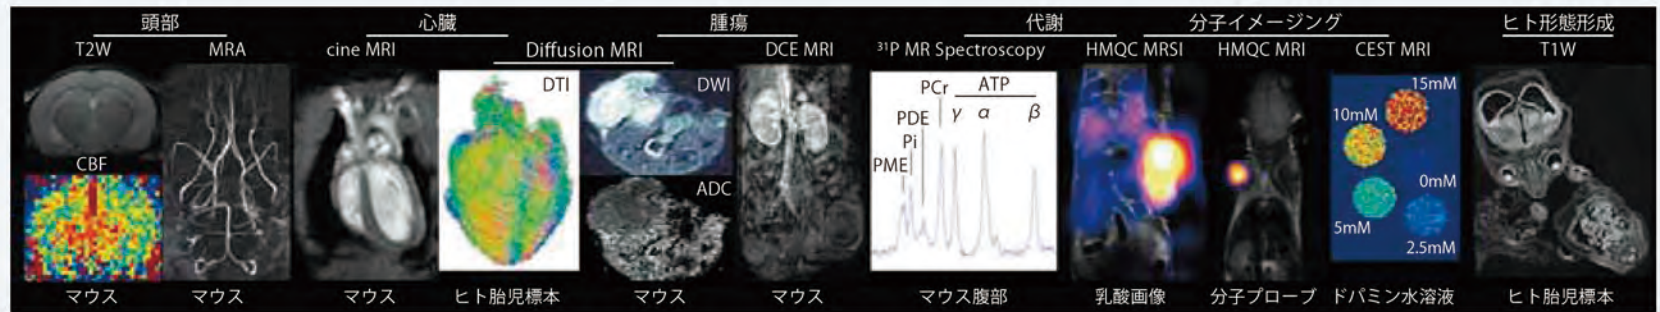 頭部
心臓
腫瘍
代謝
分子イメージング
ヒト形態形成
T2W
MRA
cine MRI
Diffusion MRI
DCE MRI
³¹P MR Spectroscopy
HMQC MRSI
HMQC MRI
CEST MRI
T1W
CBF
DTI
DWI
ADC
PCr
ATP
γ
α
β
PDE
Pi
PME
15mM
10mM
0mM
5mM
2.5mM
マウス
マウス
マウス
ヒト胎児標本
マウス
マウス
マウス腹部
乳酸画像
分子プローブ
ドパミン水溶液
ヒト胎児標本